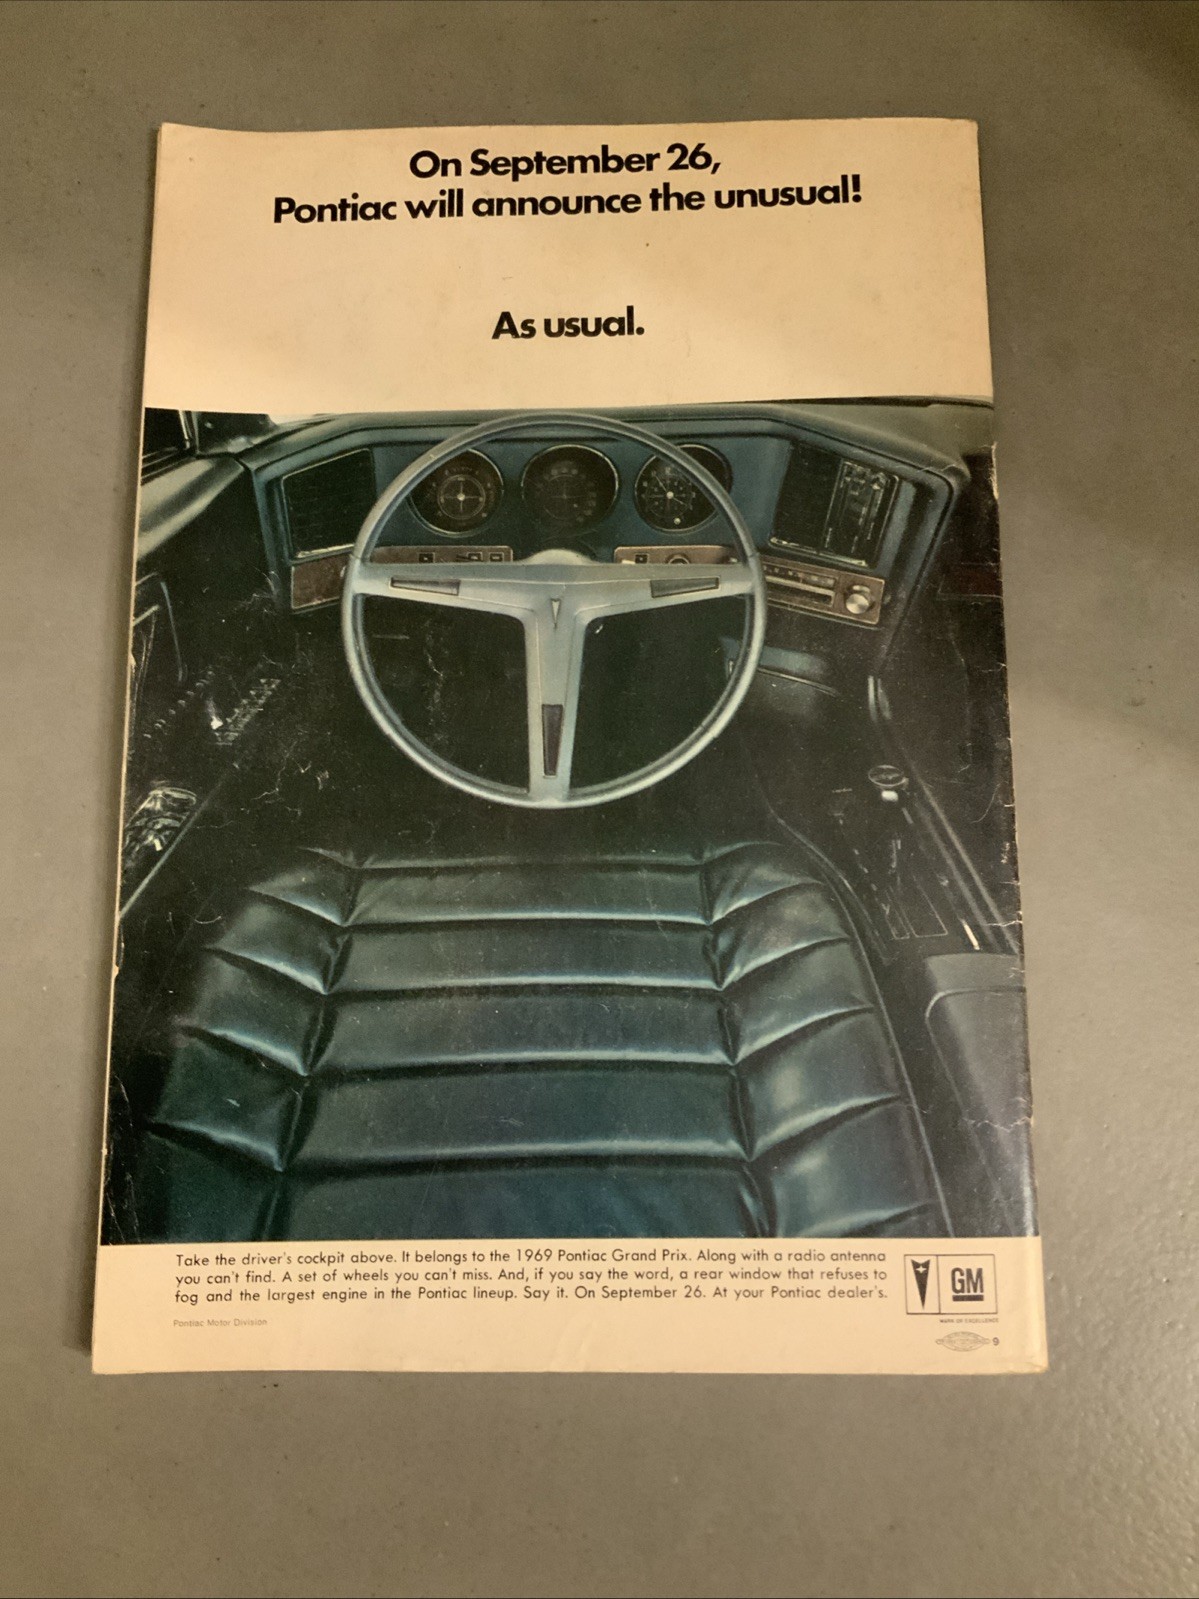 On September 26,
Pontiac will announce the unusual!
As usual.
Take the driver's cockpit above. It belongs to the 1969 Pontiac Grand Prix. Along with a radio antenna
you can't find. A set of wheels you can't miss. And, if you say the word, a rear window that refuses to
fog and the largest engine in the Pontiac lineup. Say it. On September 26. At your Pontiac dealer's.
GM
MARK OF EXCELLENCE
Pontiac Motor Division
9